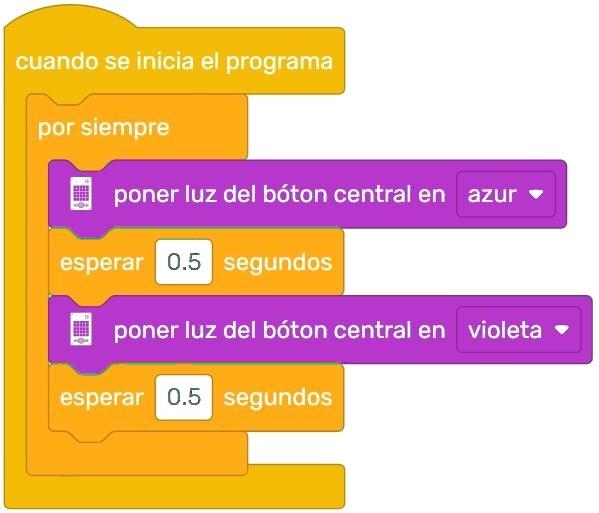 cuando se inicia el programa
por siempre
poner luz del bóton central en azur
esperar 0.5 segundos
poner luz del bóton central en violeta
esperar 0.5 segundos